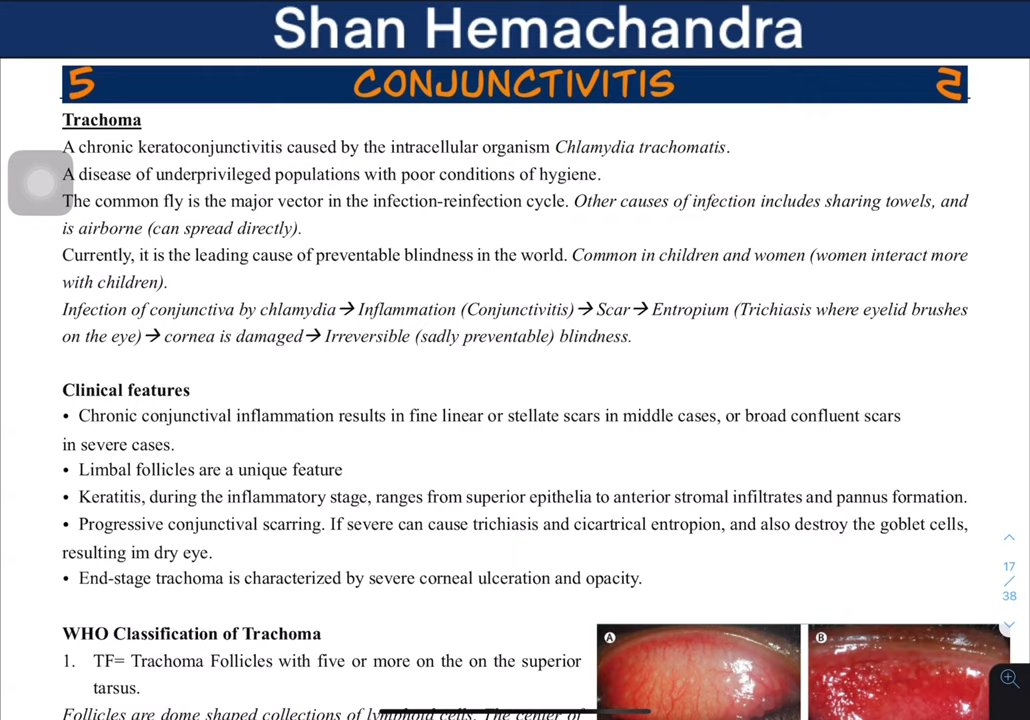 Shan Hemachandra
5 CONJUNCTIVITIS 2
Trachoma
A chronic keratoconjunctivitis caused by the intracellular organism Chlamydia trachomatis.
A disease of underprivileged populations with poor conditions of hygiene.
The common fly is the major vector in the infection-reinfection cycle. Other causes of infection includes sharing towels, and
is airborne (can spread directly).
Currently, it is the leading cause of preventable blindness in the world. Common in children and women (women interact more
with children).
Infection of conjunctiva by chlamydia→ Inflammation (Conjunctivitis)→ Scar→ Entropium (Trichiasis where eyelid brushes
on the eye)→ cornea is damaged→ Irreversible (sadly preventable) blindness.
Clinical features
• Chronic conjunctival inflammation results in fine linear or stellate scars in middle cases, or broad confluent scars
in severe cases.
• Limbal follicles are a unique feature
• Keratitis, during the inflammatory stage, ranges from superior epithelia to anterior stromal infiltrates and pannus formation.
• Progressive conjunctival scarring. If severe can cause trichiasis and cicartrical entropion, and also destroy the goblet cells,
resulting im dry eye.
• End-stage trachoma is characterized by severe corneal ulceration and opacity.
17
/
38
WHO Classification of Trachoma
1. TF= Trachoma Follicles with five or more on the on the superior
tarsus.
Follicles are dome shaped collections of lymphoid cells. The center of
A
B